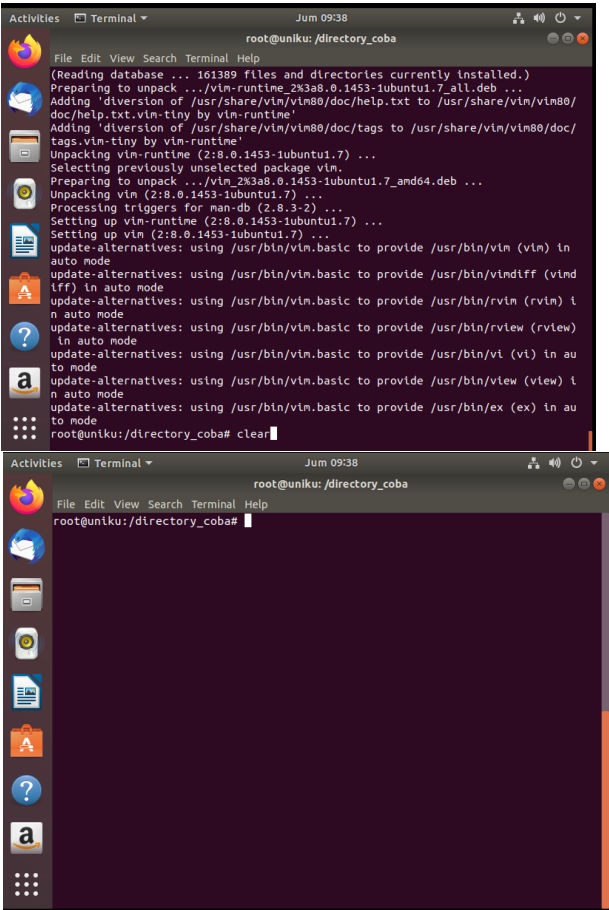 Activities Terminal Jum 09:38
root@uniku: /directory_coba
File Edit View Search Terminal Help
(Reading database ... 161389 files and directories currently installed.)
Preparing to unpack .../vim-runtime_2%3a8.0.1453-1ubuntu1.7_all.deb ...
Adding 'diversion of /usr/share/vim/vim80/doc/help.txt to /usr/share/vim/vim80/
doc/help.txt.vim-tiny by vim-runtime'
Adding 'diversion of /usr/share/vim/vim80/doc/tags to /usr/share/vim/vim80/doc/
tags.vim-tiny by vim-runtime'
Unpacking vim-runtime (2:8.0.1453-1ubuntu1.7) ...
Selecting previously unselected package vim.
Preparing to unpack .../vim_2%3a8.0.1453-1ubuntu1.7_amd64.deb ...
Unpacking vim (2:8.0.1453-1ubuntu1.7) ...
Processing triggers for man-db (2.8.3-2) ...
Setting up vim-runtime (2:8.0.1453-1ubuntu1.7) ...
Setting up vim (2:8.0.1453-1ubuntu1.7) ...
update-alternatives: using /usr/bin/vim.basic to provide /usr/bin/vim (vim) in
auto mode
update-alternatives: using /usr/bin/vim.basic to provide /usr/bin/vimdiff (vimd
iff) in auto mode
update-alternatives: using /usr/bin/vim.basic to provide /usr/bin/rvim (rvim) i
n auto mode
update-alternatives: using /usr/bin/vim.basic to provide /usr/bin/rview (rview)
in auto mode
update-alternatives: using /usr/bin/vim.basic to provide /usr/bin/vi (vi) in au
to mode
update-alternatives: using /usr/bin/vim.basic to provide /usr/bin/view (view) i
n auto mode
update-alternatives: using /usr/bin/vim.basic to provide /usr/bin/ex (ex) in au
to mode
root@uniku:/directory_coba# clear
Activities Terminal Jum 09:38
root@uniku: /directory_coba
File Edit View Search Terminal Help
root@uniku:/directory_coba#